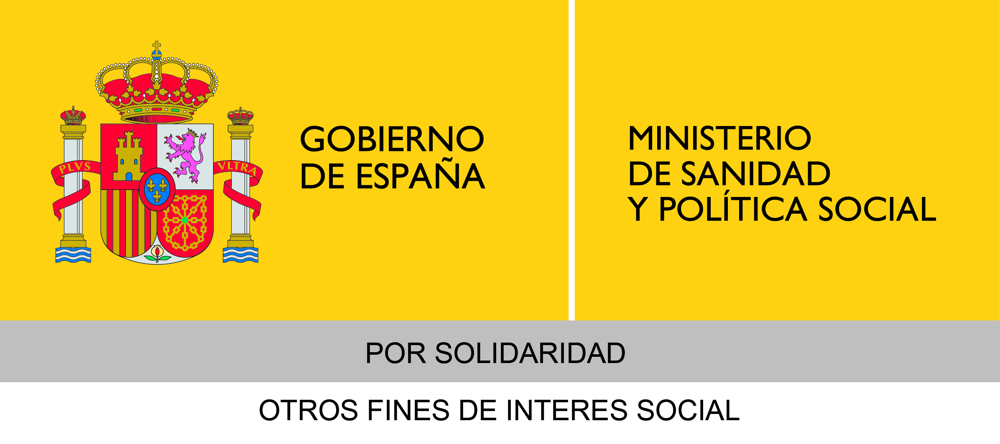 PLVS
VLTRA
GOBIERNO
DE ESPAÑA
MINISTERIO
DE SANIDAD
Y POLÍTICA SOCIAL
POR SOLIDARIDAD
OTROS FINES DE INTERES SOCIAL